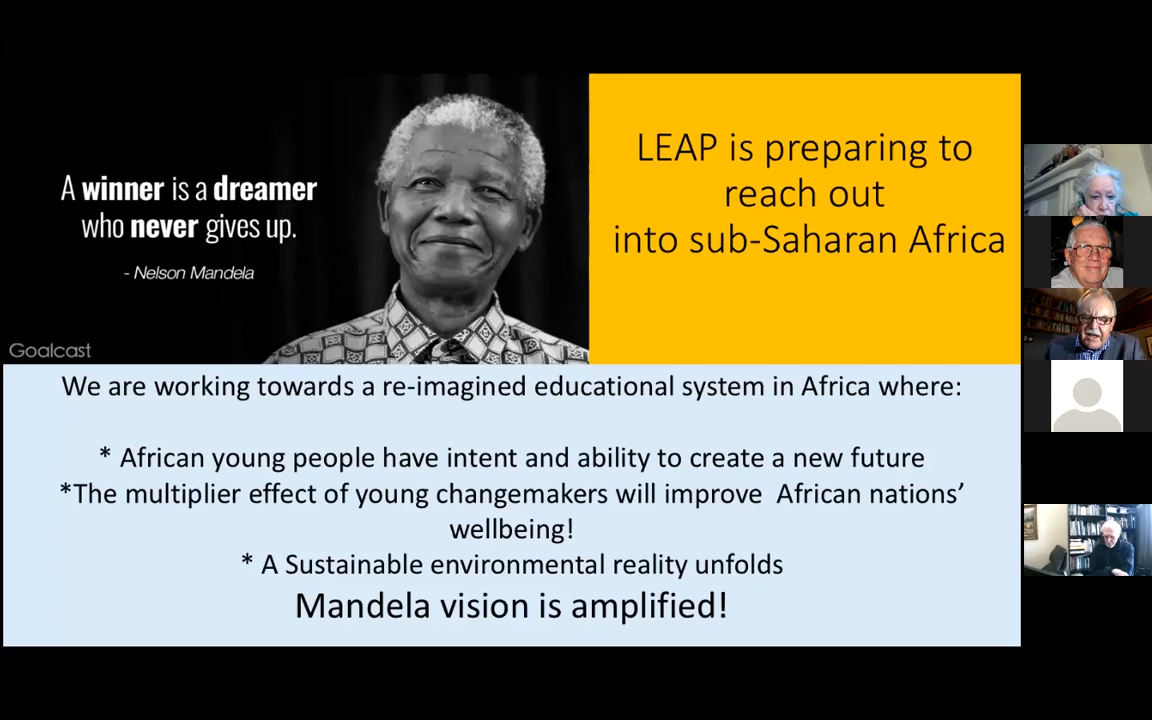 A winner is a dreamer
who never gives up.
- Nelson Mandela
Goalcast
LEAP is preparing to
reach out
into sub-Saharan Africa
We are working towards a re-imagined educational system in Africa where:
* African young people have intent and ability to create a new future
*The multiplier effect of young changemakers will improve  African nations’
wellbeing!
* A Sustainable environmental reality unfolds
Mandela vision is amplified!